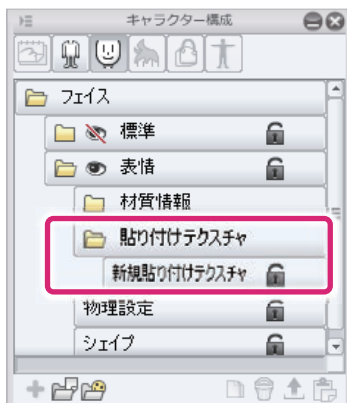 キャラクター構成
フェイス
標準
表情
材質情報
貼り付けテクスチャ
新規貼り付けテクスチャ
物理設定
シェイプ